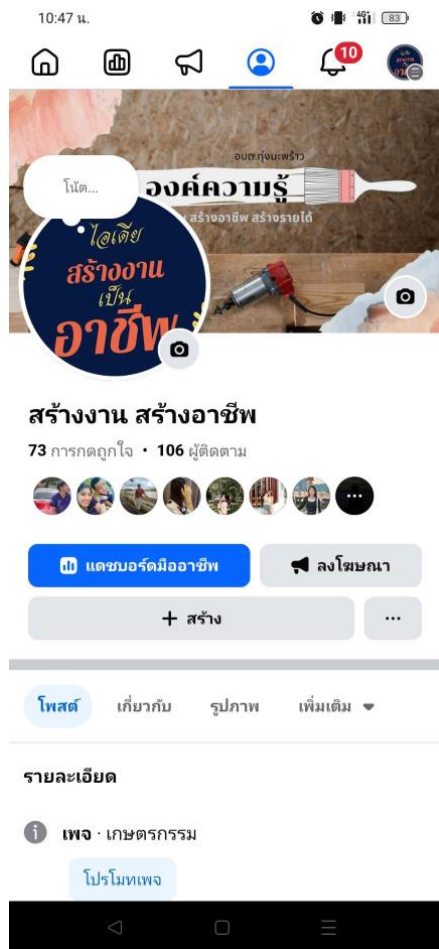 10:47 น.
4G
83
10
อบต.ทุ่งมะพร้าว
องค์ความรู้
สร้างอาชีพ สร้างรายได้
โน้ต...
ไอเดีย
สร้างงาน
เป็น
อาชีพ
สร้างงาน สร้างอาชีพ
73 การกดถูกใจ • 106 ผู้ติดตาม
แดชบอร์ดมืออาชีพ
ลงโฆษณา
+ สร้าง
...
โพสต์ เกี่ยวกับ รูปภาพ เพิ่มเติม
รายละเอียด
เพจ · เกษตรกรรม
โปรโมทเพจ